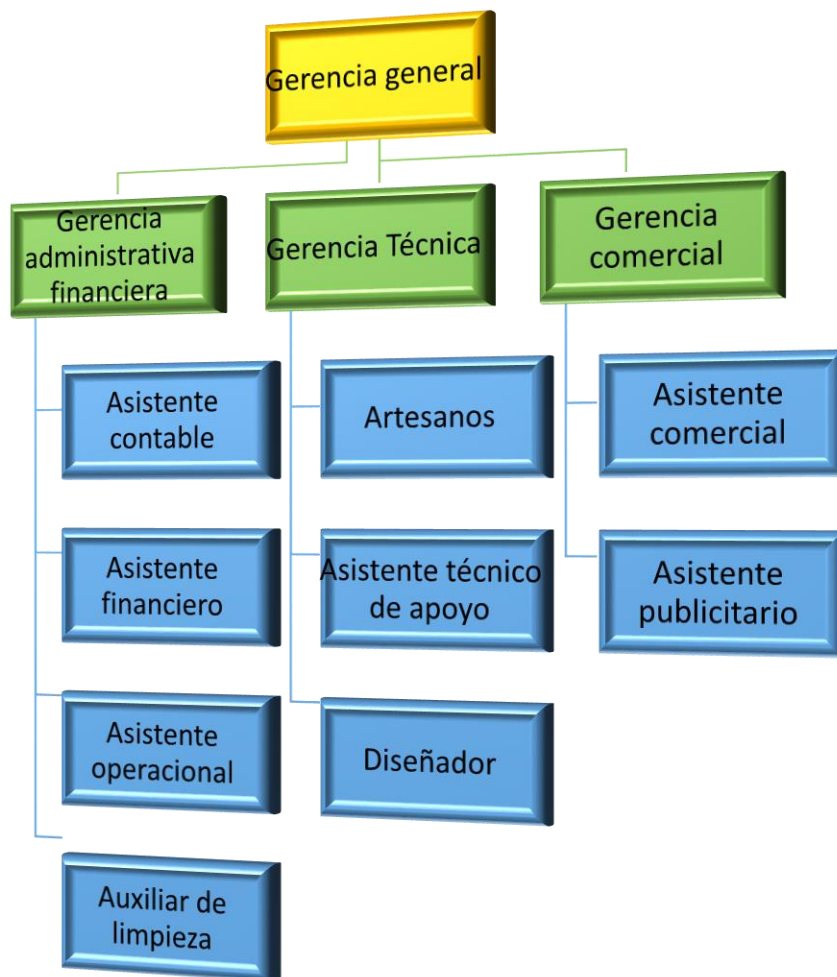 Gerencia general
Gerencia
administrativa
financiera
Gerencia Técnica
Gerencia
comercial
Asistente
contable
Artesanos
Asistente
comercial
Asistente
financiero
Asistente técnico
de apoyo
Asistente
publicitario
Asistente
operacional
Diseñador
Auxiliar de
limpieza